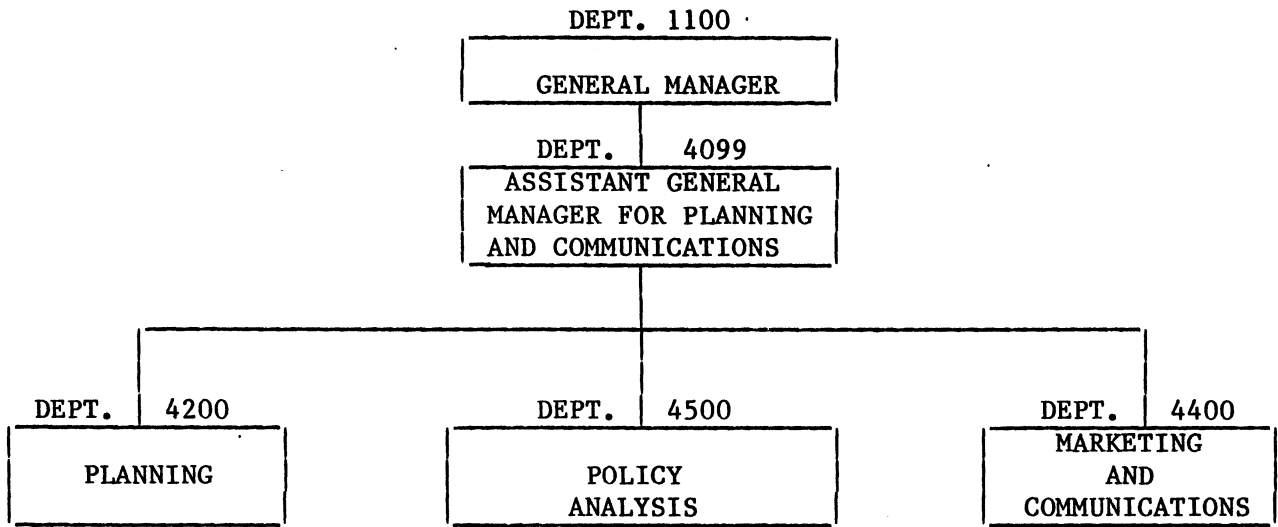 DEPT. 1100
GENERAL MANAGER
DEPT. 4099
ASSISTANT GENERAL
MANAGER FOR PLANNING
AND COMMUNICATIONS
DEPT. 4200
PLANNING
DEPT. 4500
POLICY
ANALYSIS
DEPT. 4400
MARKETING
AND
COMMUNICATIONS